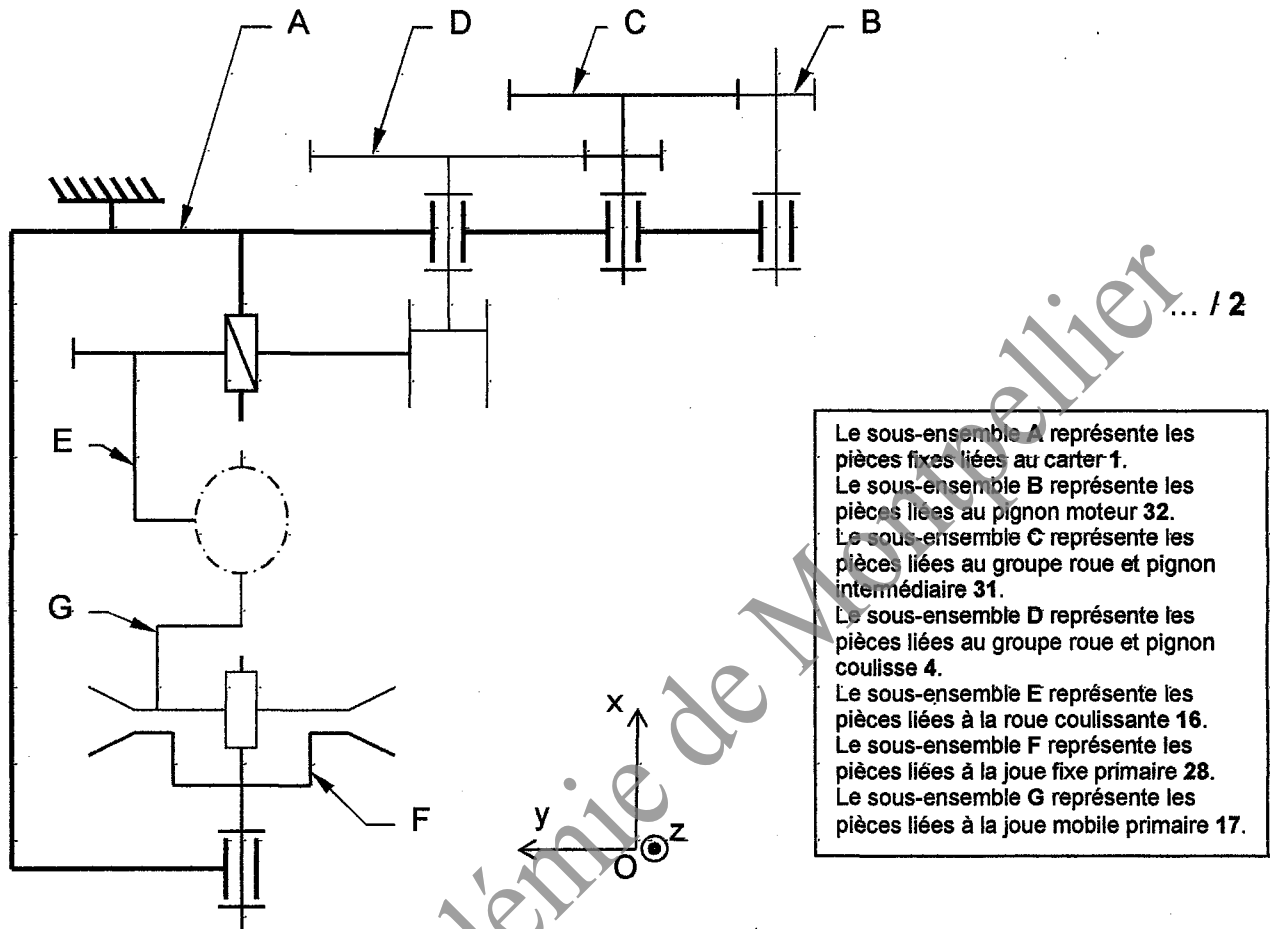 A
D
C
B
... / 2
E
G
F
x
y
z
O
Le sous-ensemble A représente les
pièces fixes liées au carter 1.
Le sous-ensemble B représente les
pièces liées au pignon moteur 32.
Le sous-ensemble C représente les
pièces liées au groupe roue et pignon
intermédiaire 31.
Le sous-ensemble D représente les
pièces liées au groupe roue et pignon
coulisse 4.
Le sous-ensemble E représente les
pièces liées à la roue coulissante 16.
Le sous-ensemble F représente les
pièces liées à la joue fixe primaire 28.
Le sous-ensemble G représente les
pièces liées à la joue mobile primaire 17.
démie de Montpellier